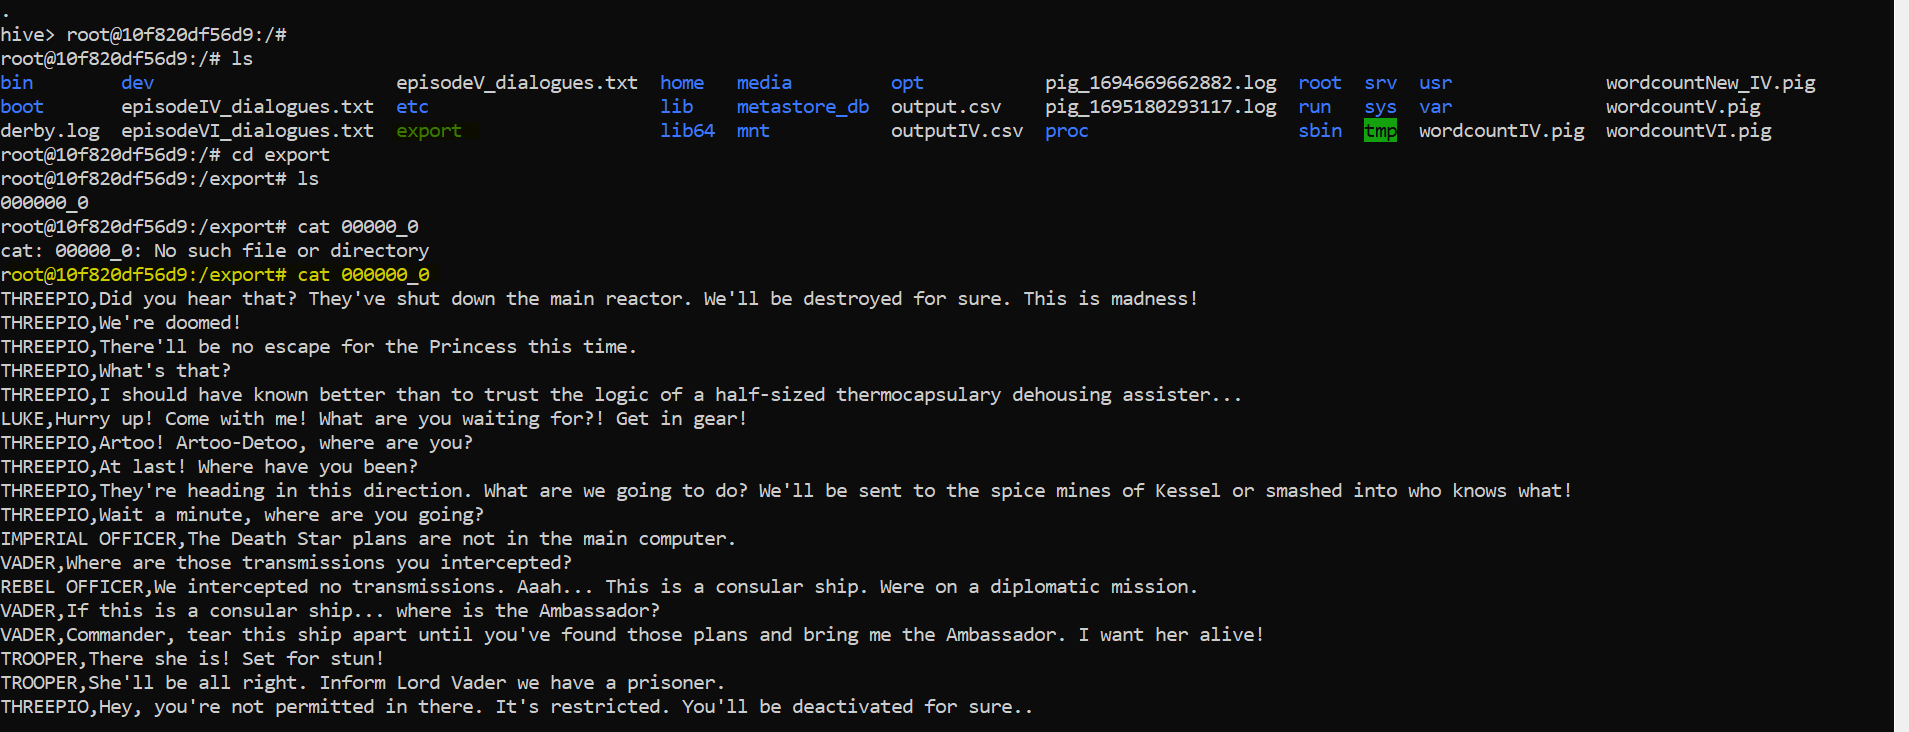 .
hive> root@10f820df56d9:/#
root@10f820df56d9:/# ls
bin dev episodeV_dialogues.txt home media opt pig_1694669662882.log root srv usr wordcountNew_IV.pig
boot episodeIV_dialogues.txt etc lib metastore_db output.csv pig_1695180293117.log run sys var wordcountV.pig
derby.log episodeVI_dialogues.txt export lib64 mnt outputIV.csv proc sbin tmp wordcountIV.pig wordcountVI.pig
root@10f820df56d9:/# cd export
root@10f820df56d9:/export# ls
000000_0
root@10f820df56d9:/export# cat 00000_0
cat: 00000_0: No such file or directory
root@10f820df56d9:/export# cat 000000_0
THREEPIO,Did you hear that? They've shut down the main reactor. We'll be destroyed for sure. This is madness!
THREEPIO,We're doomed!
THREEPIO,There'll be no escape for the Princess this time.
THREEPIO,What's that?
THREEPIO,I should have known better than to trust the logic of a half-sized thermocapsulary dehousing assister...
LUKE,Hurry up! Come with me! What are you waiting for?! Get in gear!
THREEPIO,Artoo! Artoo-Detoo, where are you?
THREEPIO,At last! Where have you been?
THREEPIO,They're heading in this direction. What are we going to do? We'll be sent to the spice mines of Kessel or smashed into who knows what!
THREEPIO,Wait a minute, where are you going?
IMPERIAL OFFICER,The Death Star plans are not in the main computer.
VADER,Where are those transmissions you intercepted?
REBEL OFFICER,We intercepted no transmissions. Aaah... This is a consular ship. Were on a diplomatic mission.
VADER,If this is a consular ship... where is the Ambassador?
VADER,Commander, tear this ship apart until you've found those plans and bring me the Ambassador. I want her alive!
TROOPER,There she is! Set for stun!
TROOPER,She'll be all right. Inform Lord Vader we have a prisoner.
THREEPIO,Hey, you're not permitted in there. It's restricted. You'll be deactivated for sure..